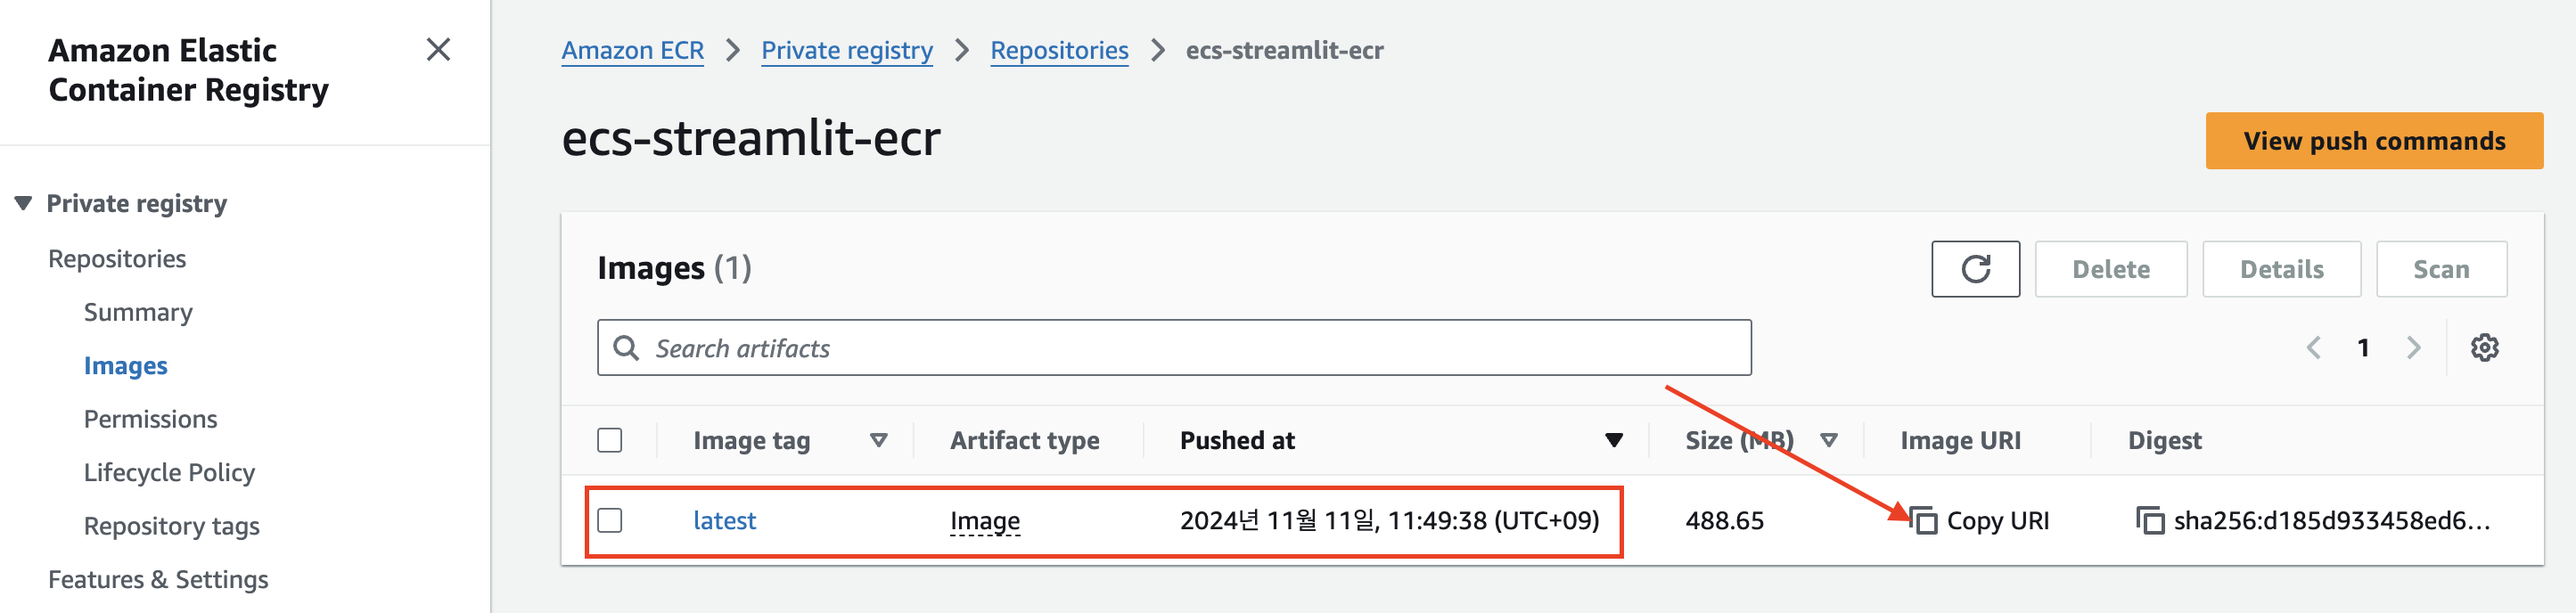 Amazon Elastic
Container Registry
Private registry
Repositories
Summary
Images
Permissions
Lifecycle Policy
Repository tags
Features & Settings
Amazon ECR > Private registry > Repositories > ecs-streamlit-ecr
ecs-streamlit-ecr
View push commands
Images (1)
Delete
Details
Scan
Search artifacts
1
Image tag Artifact type Pushed at Size (MB) Image URI Digest
latest Image 2024년 11월 11일, 11:49:38 (UTC+09) 488.65 Copy URI sha256:d185d933458ed6...